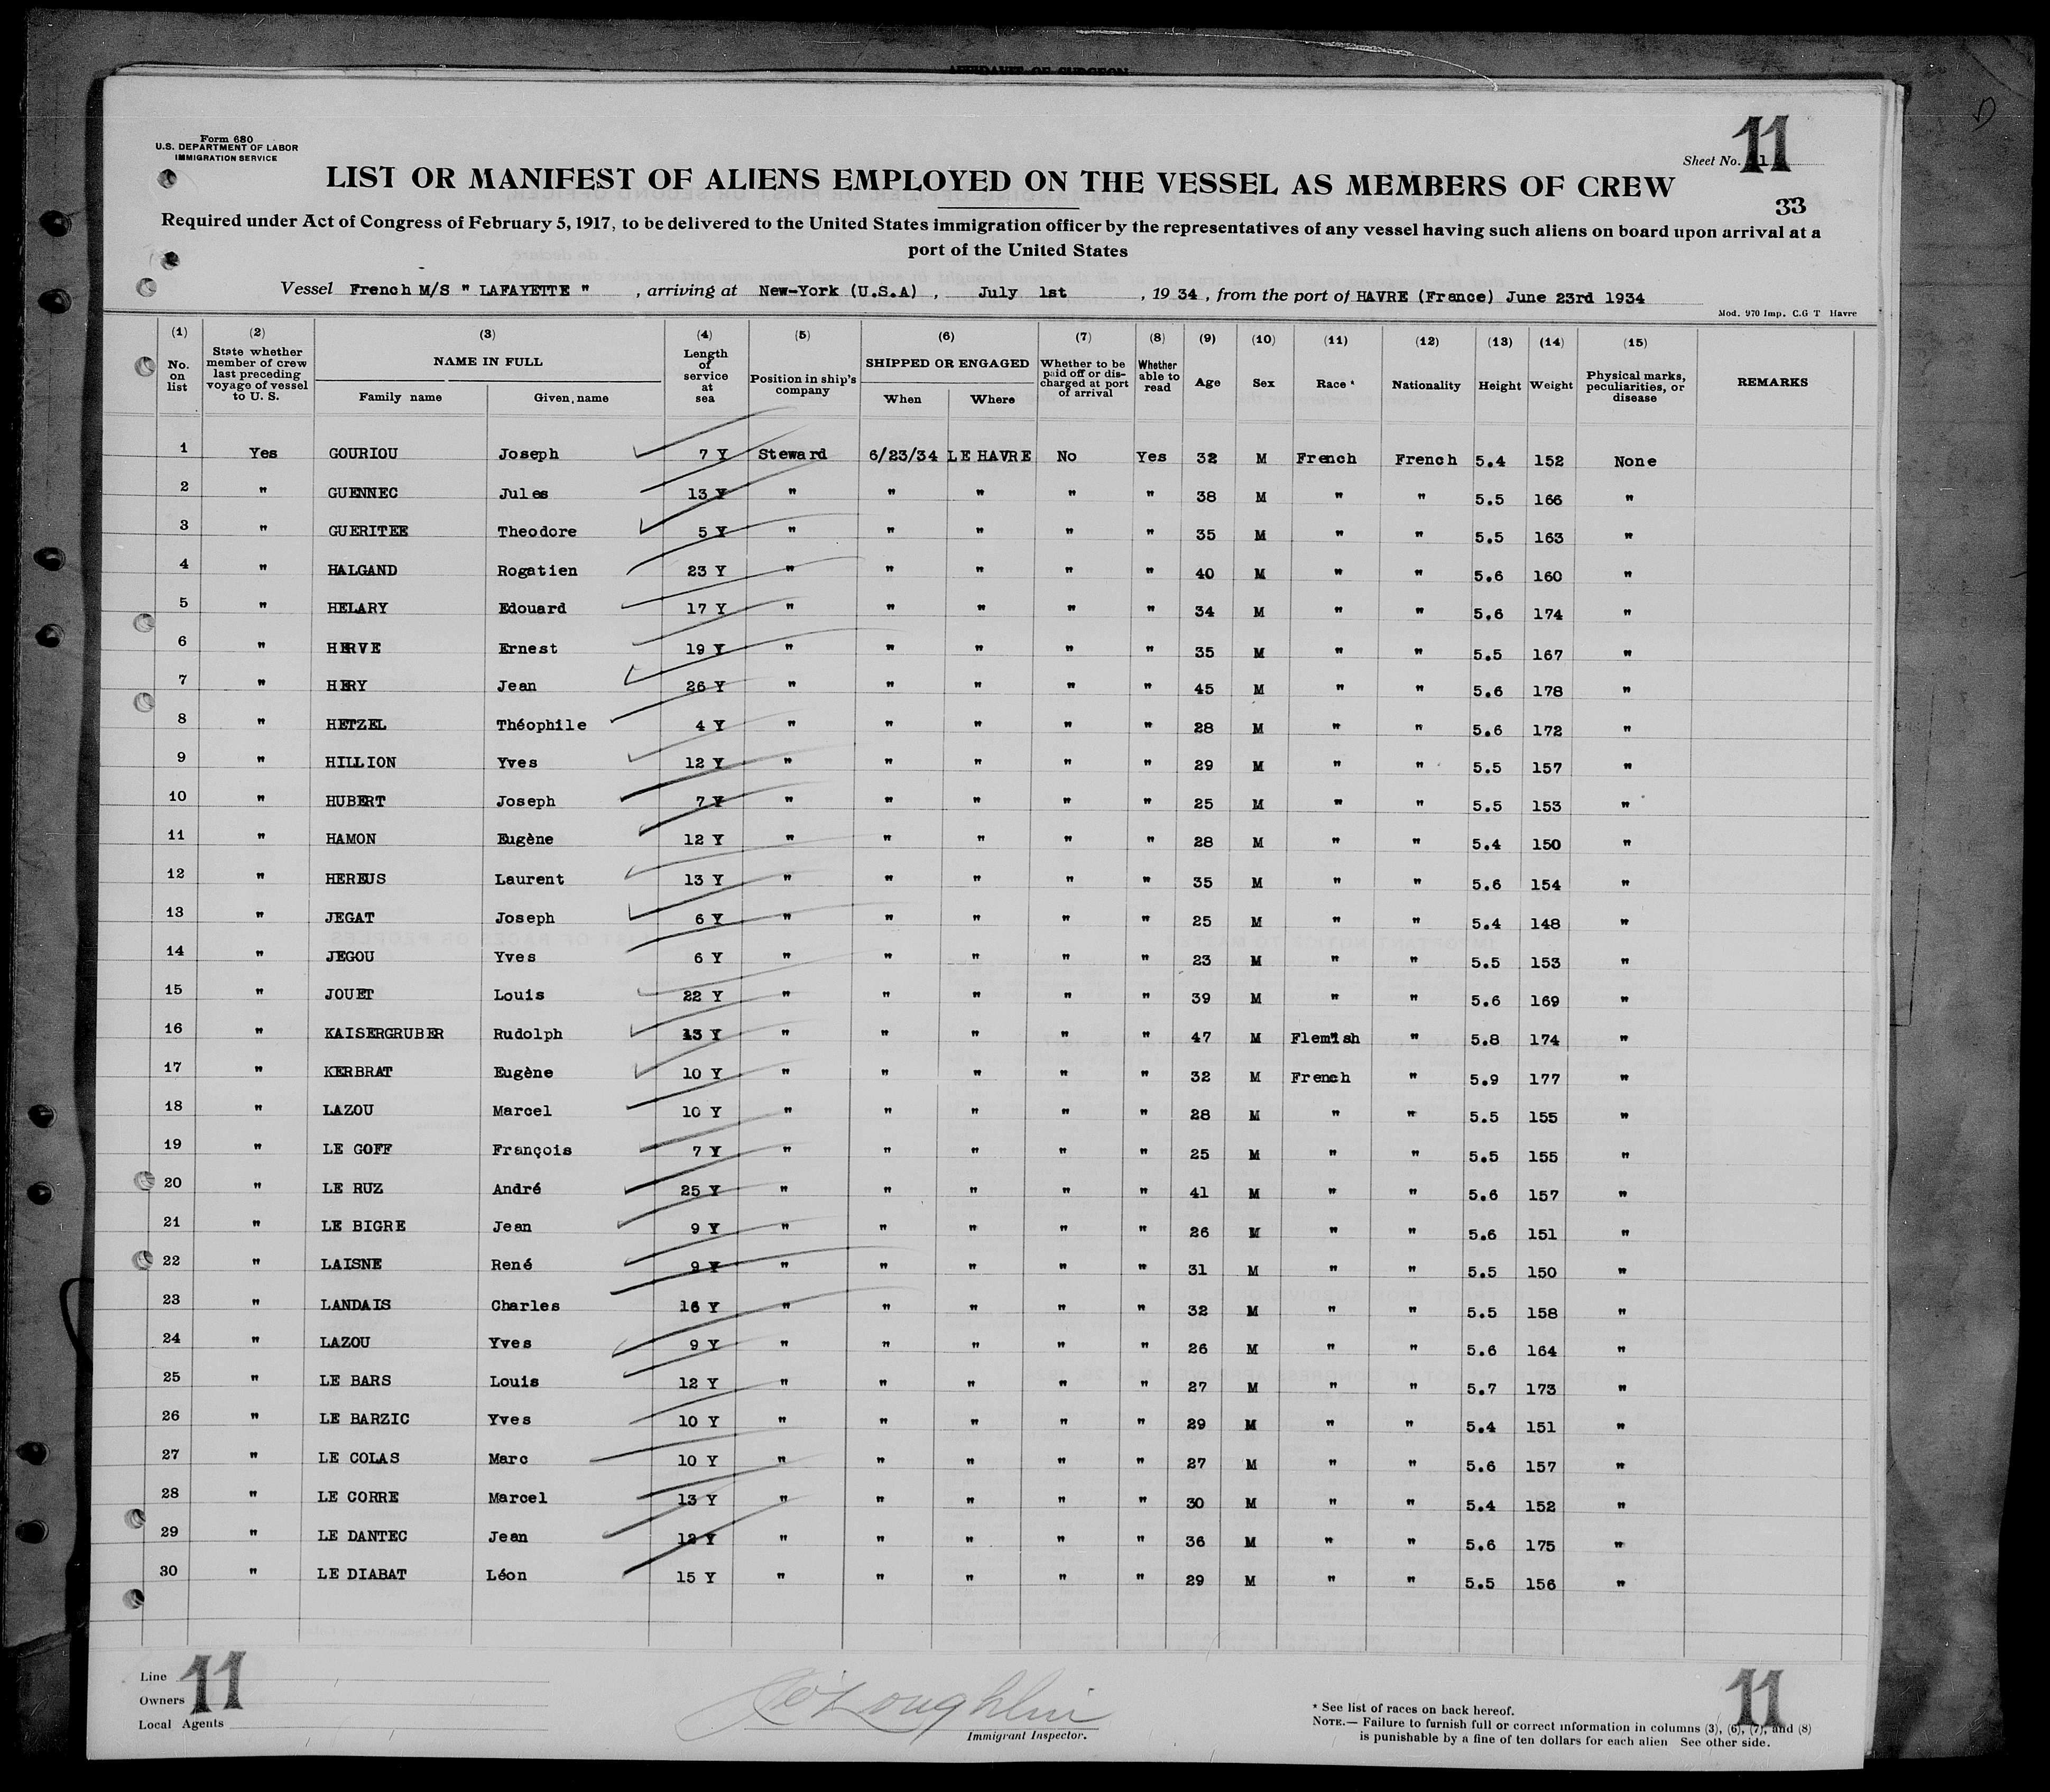 AFFIDAVIT OF SURGEON
Form 680
U.S. DEPARTMENT OF LABOR
IMMIGRATION SERVICE
Sheet No. 11
11
LIST OR MANIFEST OF ALIENS EMPLOYED ON THE VESSEL AS MEMBERS OF CREW
33
Required under Act of Congress of February 5, 1917, to be delivered to the United States immigration officer by the representatives of any vessel having such aliens on board upon arrival at a
port of the United States
Vessel French M/S " LAFAYETTE " , arriving at New-York (U.S.A) , July 1st , 19 34 , from the port of HAVRE (France) June 23rd 1934
Mod. 970 Imp. C.G T Havre
(1) No. on list (2) State whether member of crew last preceding voyage of vessel to U. S. (3) NAME IN FULL Family name Given name (4) Length of service at sea (5) Position in ship's company (6) SHIPPED OR ENGAGED When Where (7) Whether to be paid off or discharged at port of arrival (8) Whether able to read (9) Age (10) Sex (11) Race * (12) Nationality (13) Height (14) Weight (15) Physical marks, peculiarities, or disease REMARKS
1 Yes GOURIOU Joseph 7 Y Steward 6/23/34 LE HAVRE No Yes 32 M French French 5.4 152 None
2 " GUENNEC Jules 13 Y " " " " " 38 M " " 5.5 166 "
3 " GUERITEE Theodore 5 Y " " " " " 35 M " " 5.5 163 "
4 " HALGAND Rogatien 23 Y " " " " " 40 M " " 5.6 160 "
5 " HELARY Edouard 17 Y " " " " " 34 M " " 5.6 174 "
6 " HERVE Ernest 19 Y " " " " " 35 M " " 5.5 167 "
7 " HERY Jean 26 Y " " " " " 45 M " " 5.6 178 "
8 " HETZEL Théophile 4 Y " " " " " 28 M " " 5.6 172 "
9 " HILLION Yves 12 Y " " " " " 29 M " " 5.5 157 "
10 " HUBERT Joseph 7 Y " " " " " 25 M " " 5.5 153 "
11 " HAMON Eugène 12 Y " " " " " 28 M " " 5.4 150 "
12 " HEREUS Laurent 13 Y " " " " " 35 M " " 5.6 154 "
13 " JEGAT Joseph 6 Y " " " " " 25 M " " 5.4 148 "
14 " JEGOU Yves 6 Y " " " " " 23 M " " 5.5 153 "
15 " JOUET Louis 22 Y " " " " " 39 M " " 5.6 169 "
16 " KAISERGRUBER Rudolph 13 Y " " " " " 47 M Flemish " 5.8 174 "
17 " KERBRAT Eugène 10 Y " " " " " 32 M French " 5.9 177 "
18 " LAZOU Marcel 10 Y " " " " " 28 M " " 5.5 155 "
19 " LE GOFF François 7 Y " " " " " 25 M " " 5.5 155 "
20 " LE RUZ André 25 Y " " " " " 41 M " " 5.6 157 "
21 " LE BIGRE Jean 9 Y " " " " " 26 M " " 5.6 151 "
22 " LAISNE René 9 Y " " " " " 31 M " " 5.5 150 "
23 " LANDAIS Charles 16 Y " " " " " 32 M " " 5.5 158 "
24 " LAZOU Yves 9 Y " " " " " 26 M " " 5.6 164 "
25 " LE BARS Louis 12 Y " " " " " 27 M " " 5.7 173 "
26 " LE BARZIC Yves 10 Y " " " " " 29 M " " 5.4 151 "
27 " LE COLAS Marc 10 Y " " " " " 27 M " " 5.6 157 "
28 " LE CORRE Marcel 13 Y " " " " " 30 M " " 5.4 152 "
29 " LE DANTEC Jean 12 Y " " " " " 36 M " " 5.6 175 "
30 " LE DIABAT Léon 15 Y " " " " " 29 M " " 5.5 156 "
Line
Owners
Local Agents
11
O'Loughlin
Immigrant Inspector.
11
* See list of races on back hereof.
NOTE.— Failure to furnish full or correct information in columns (3), (6), (7), and (8)
is punishable by a fine of ten dollars for each alien See other side.